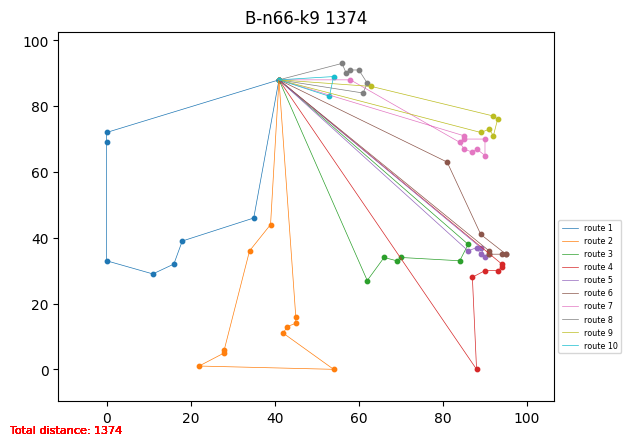 B-n66-k9 1374
100
80
60
40
20
0
0 20 40 60 80 100
route 1
route 2
route 3
route 4
route 5
route 6
route 7
route 8
route 9
route 10
Total distance: 1374